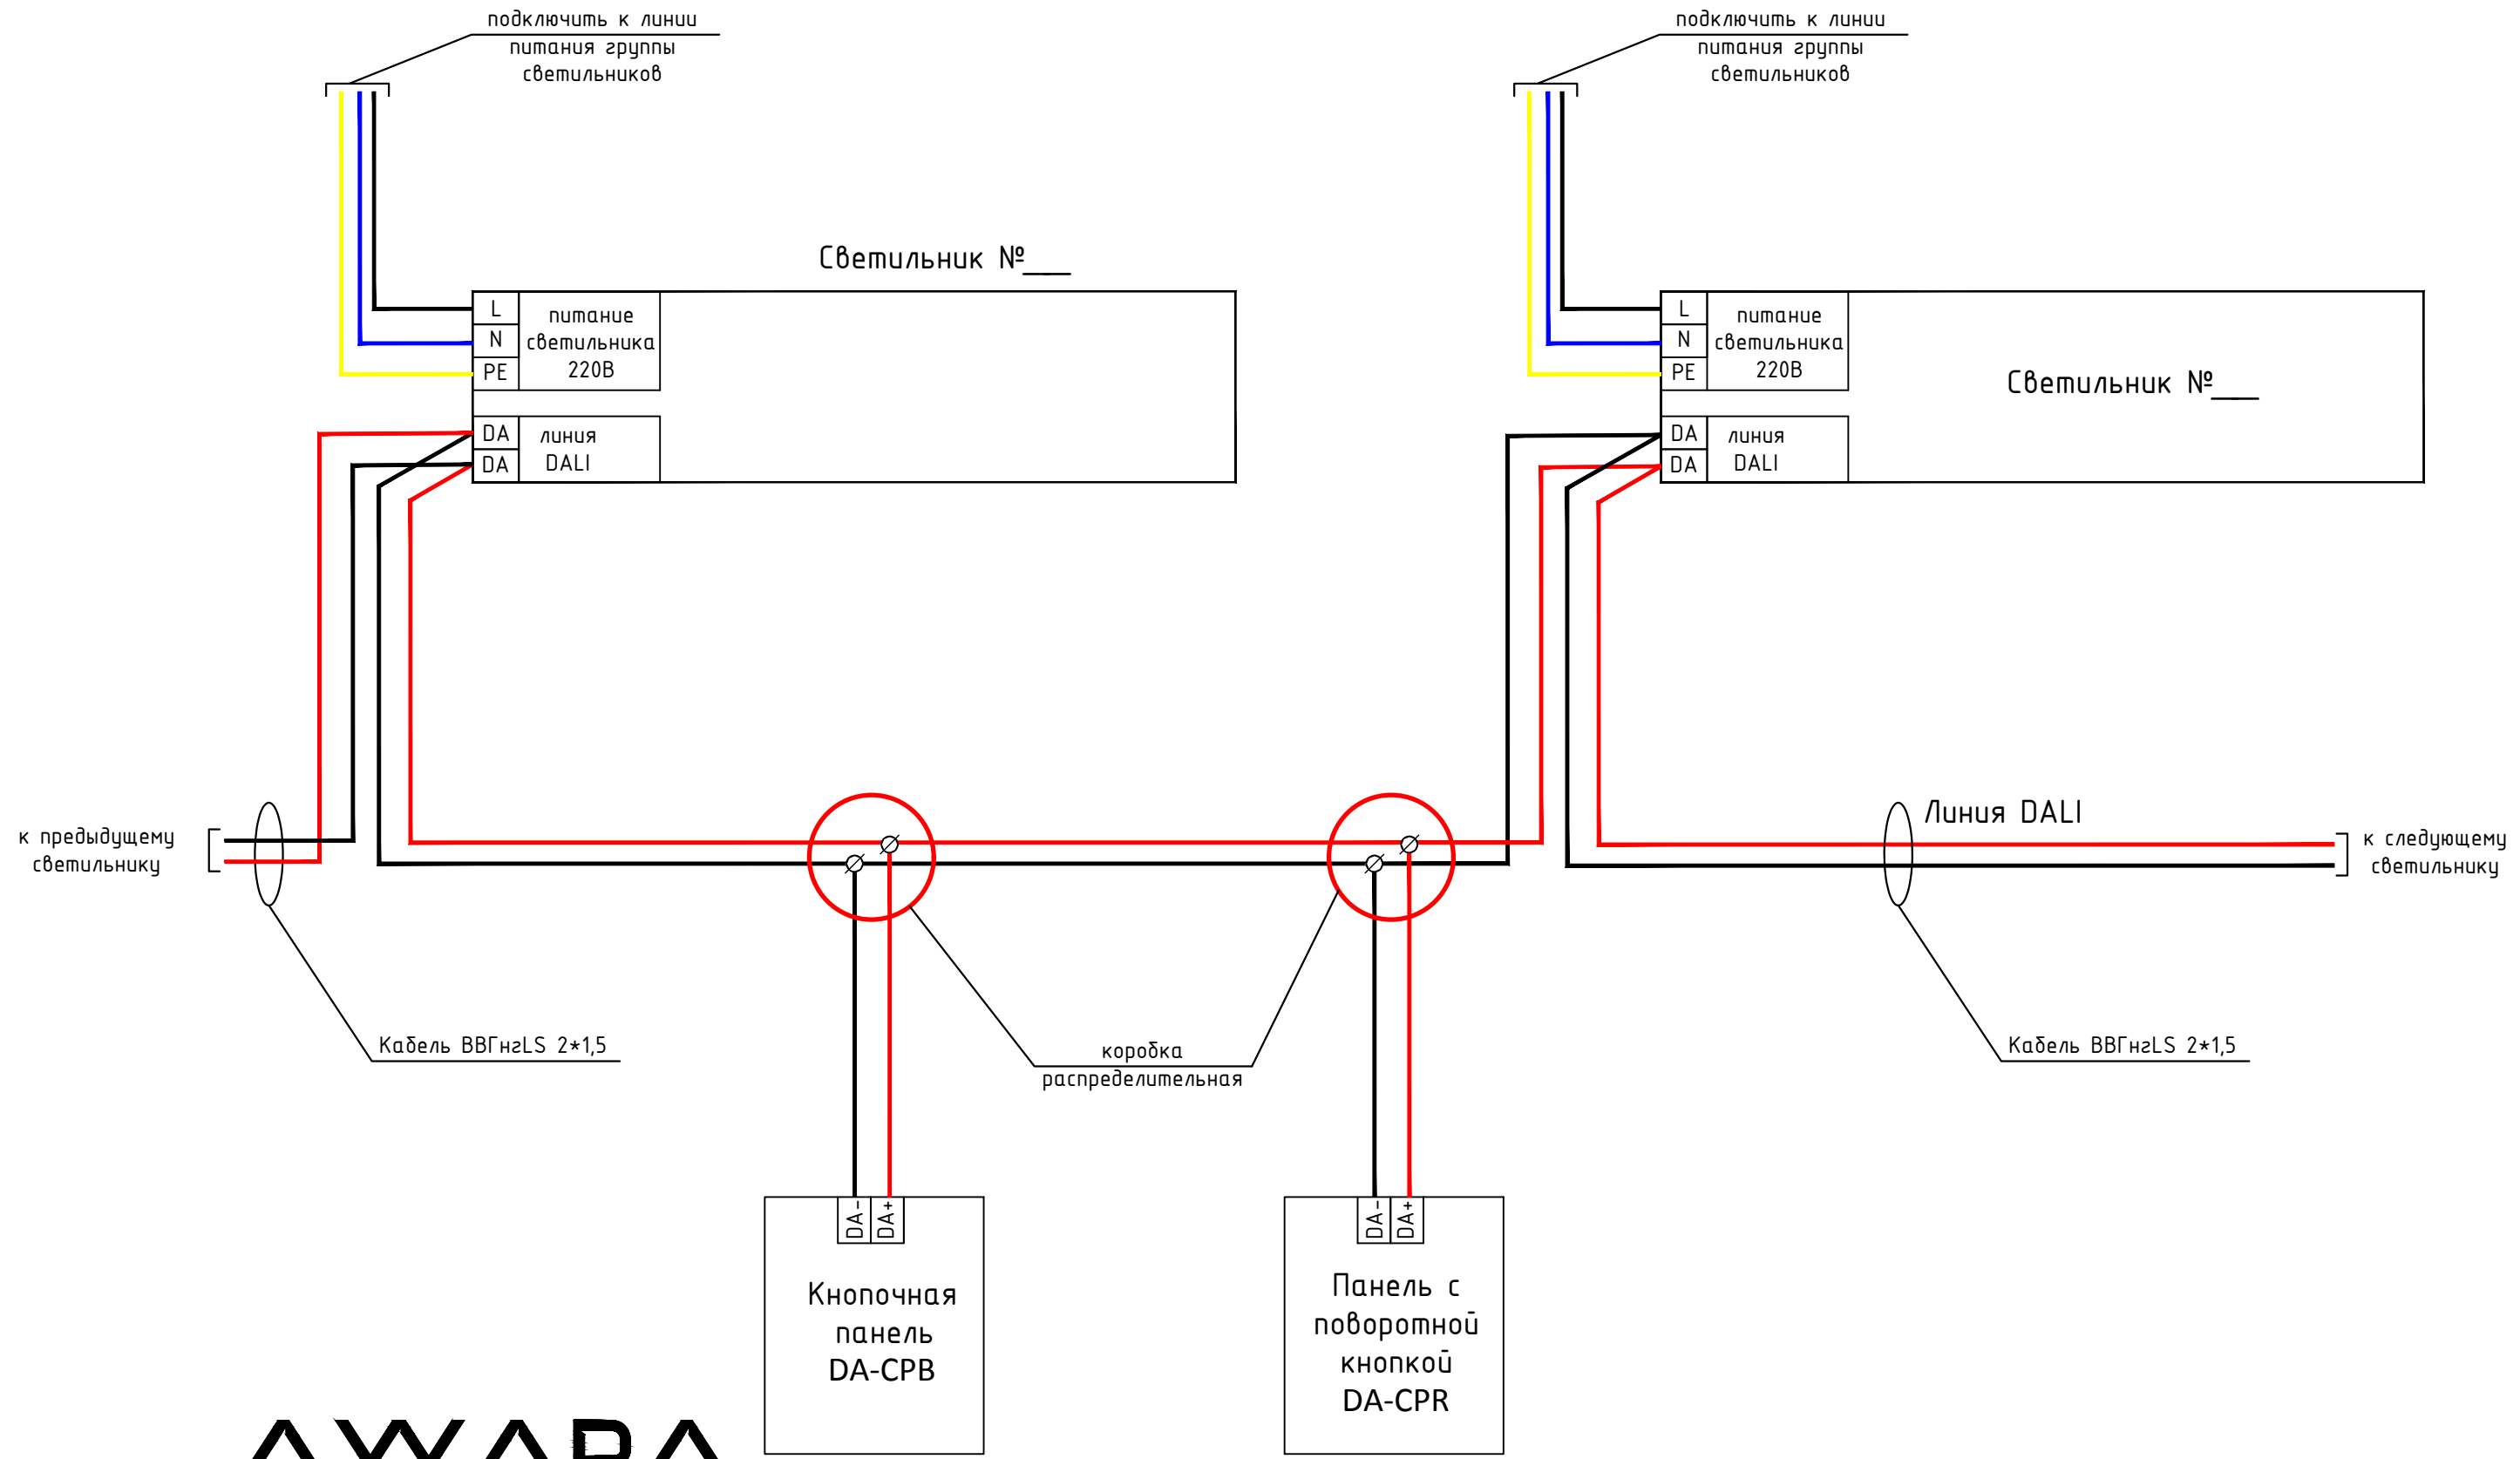 подключить к линии
питания группы
светильников
подключить к линии
питания группы
светильников
Светильник №___
L
N
PE
питание
светильника
220В
DA
DA
линия
DALI
L
N
PE
питание
светильника
220В
Светильник №___
DA
DA
линия
DALI
к предыдущему
светильнику
Линия DALI
к следующему
светильнику
Кабель ВВГнгLS 2*1,5
коробка
распределительная
Кабель ВВГнгLS 2*1,5
DA-
DA+
Кнопочная
панель
DA-CPB
DA-
DA+
Панель с
поворотной
кнопкой
DA-CPR